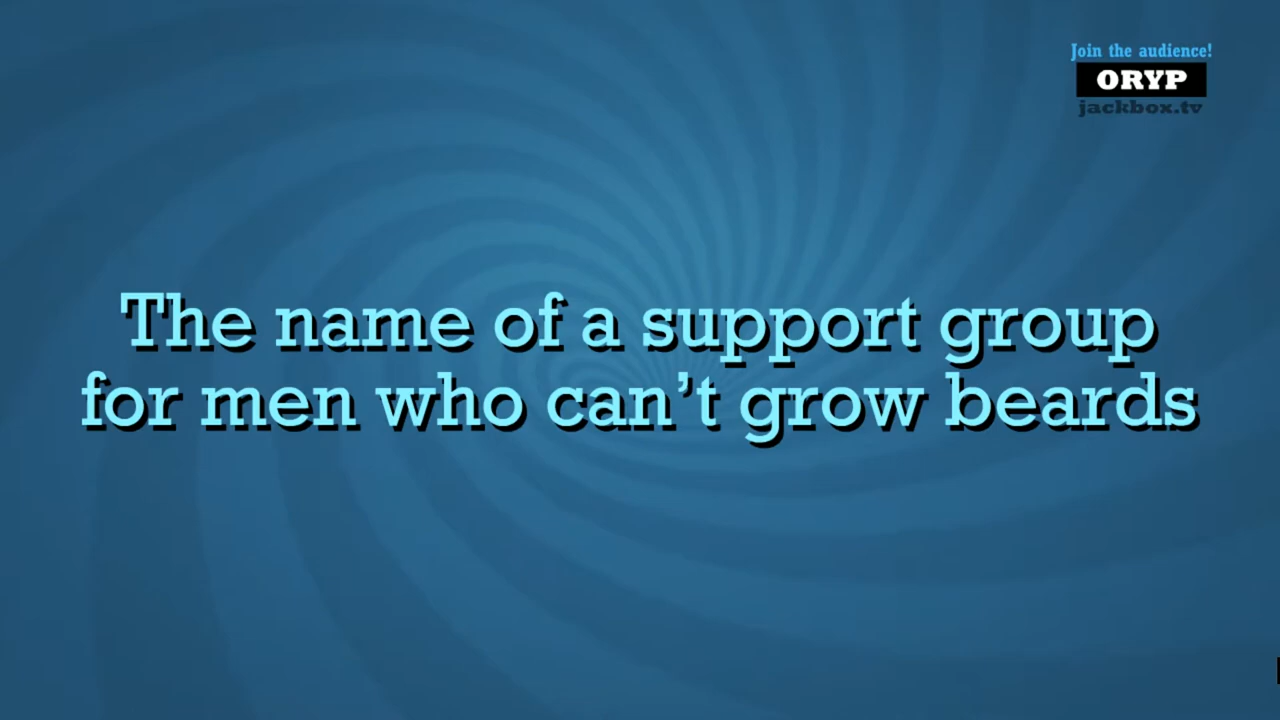 Join the audience!
ORYP
jackbox.tv
The name of a support group
for men who can't grow beards